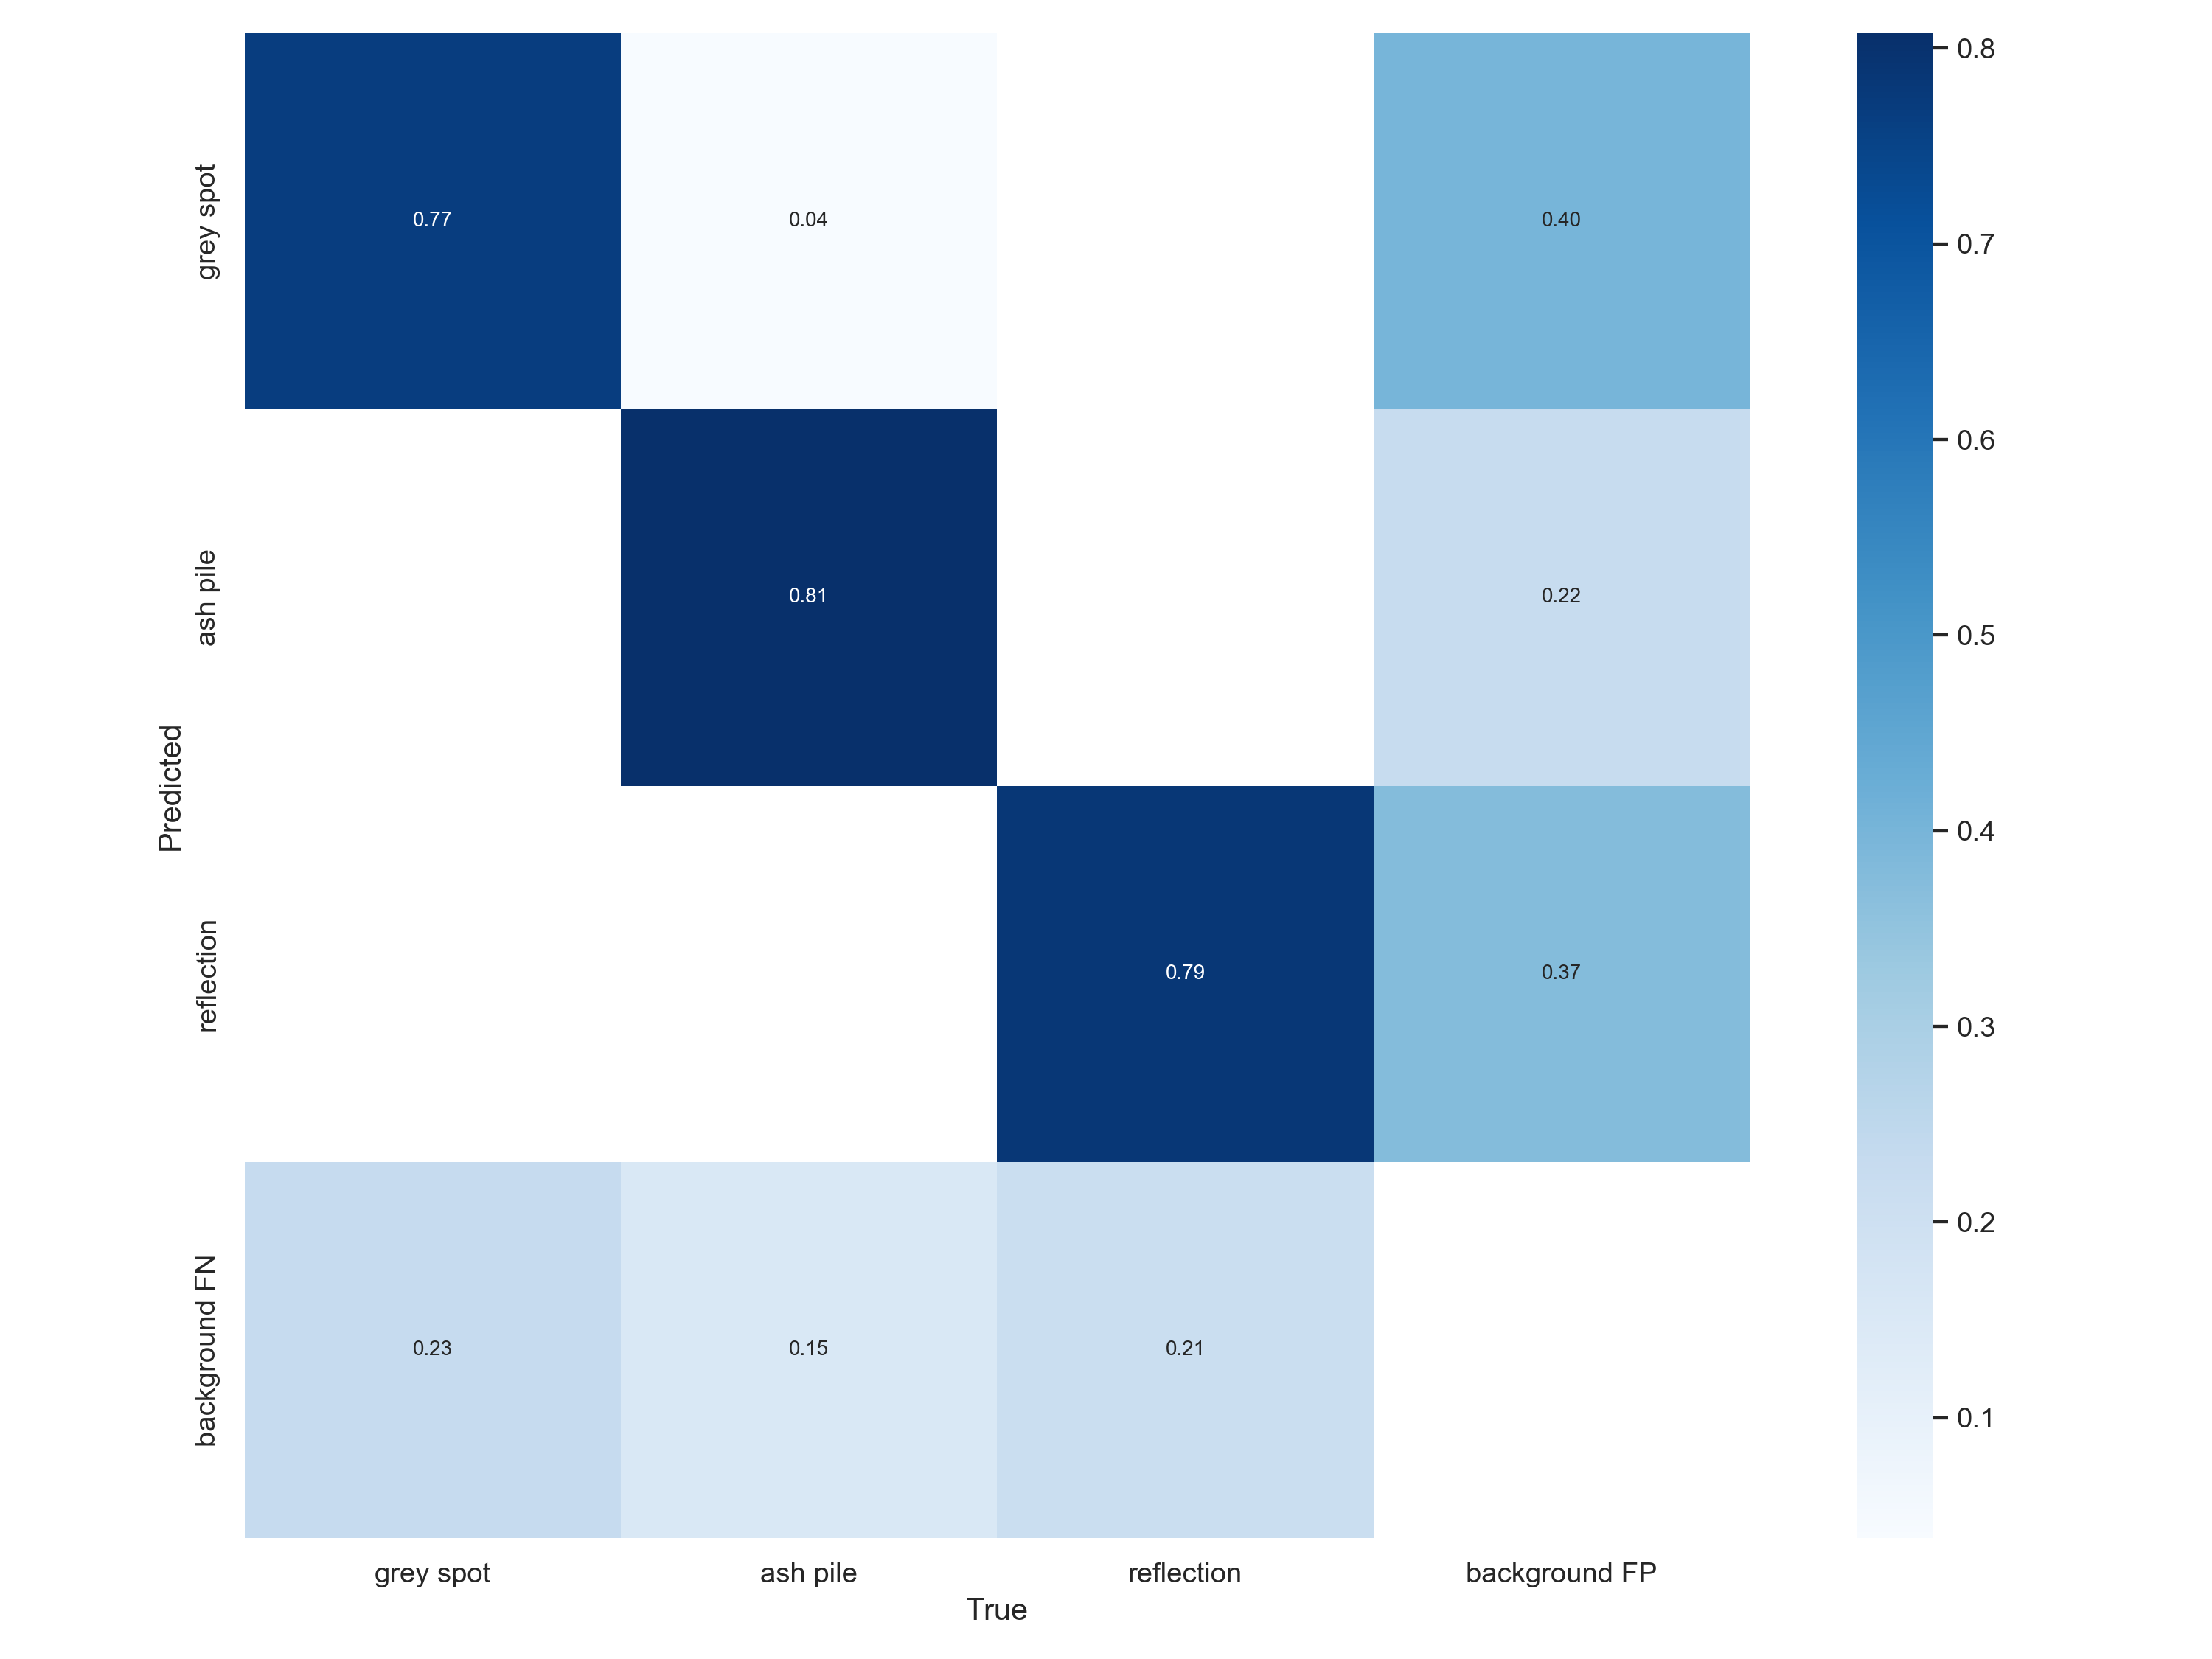 0.8
grey spot
0.77
0.04
0.40
0.7
0.6
ash pile
0.81
0.22
0.5
Predicted
0.4
reflection
0.79
0.37
0.3
0.2
background FN
0.23
0.15
0.21
0.1
grey spot
ash pile
reflection
background FP
True